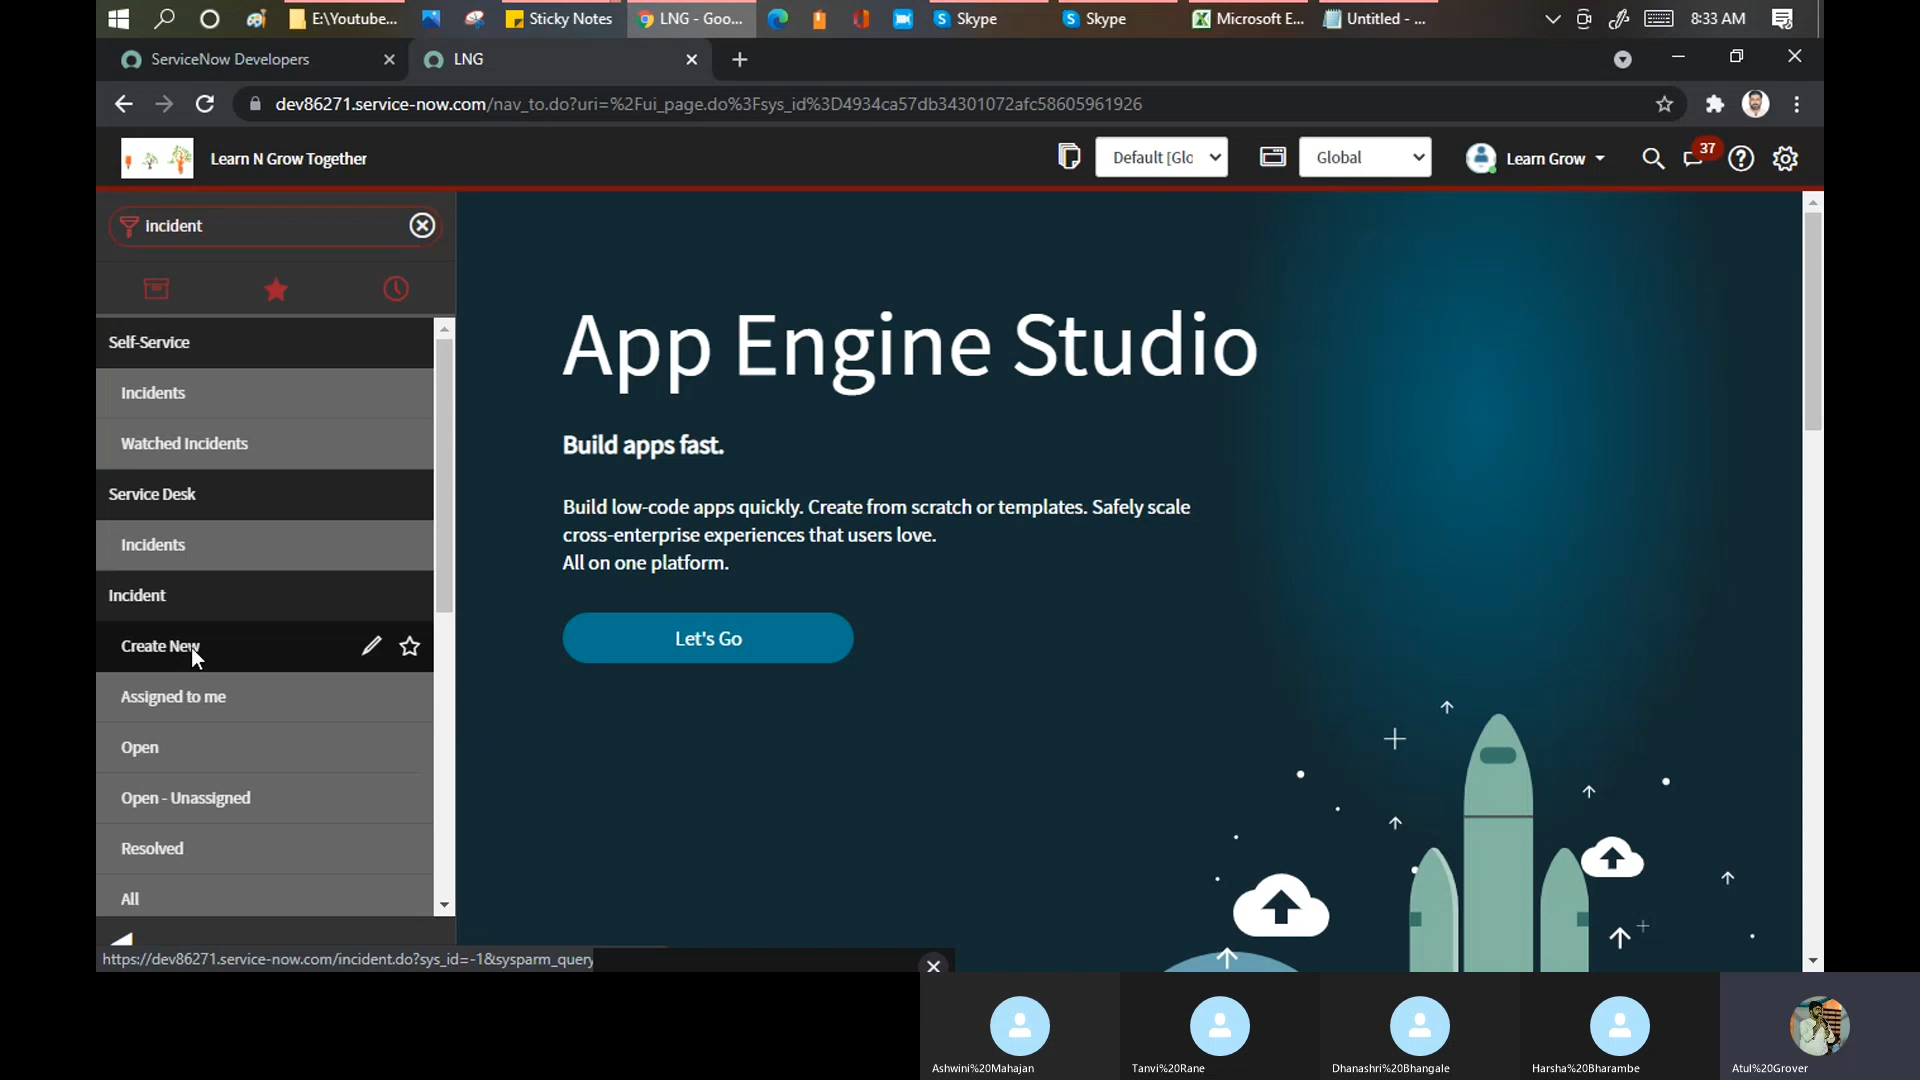 E:\Youtube...
Sticky Notes
LNG - Goo...
Skype
Skype
Microsoft E...
Untitled - ...
8:33 AM
ServiceNow Developers
LNG
dev86271.service-now.com/nav_to.do?uri=%2Fui_page.do%3Fsys_id%3D4934ca57db34301072afc58605961926
Learn N Grow Together
Default [Glo
Global
Learn Grow
37
incident
Self-Service
Incidents
Watched Incidents
Service Desk
Incidents
Incident
Create New
Assigned to me
Open
Open - Unassigned
Resolved
All
App Engine Studio
Build apps fast.
Build low-code apps quickly. Create from scratch or templates. Safely scale
cross-enterprise experiences that users love.
All on one platform.
Let's Go
https://dev86271.service-now.com/incident.do?sys_id=-1&sysparm_query
Ashwini%20Mahajan
Tanvi%20Rane
Dhanashri%20Bhangale
Harsha%20Bharambe
Atul%20Grover